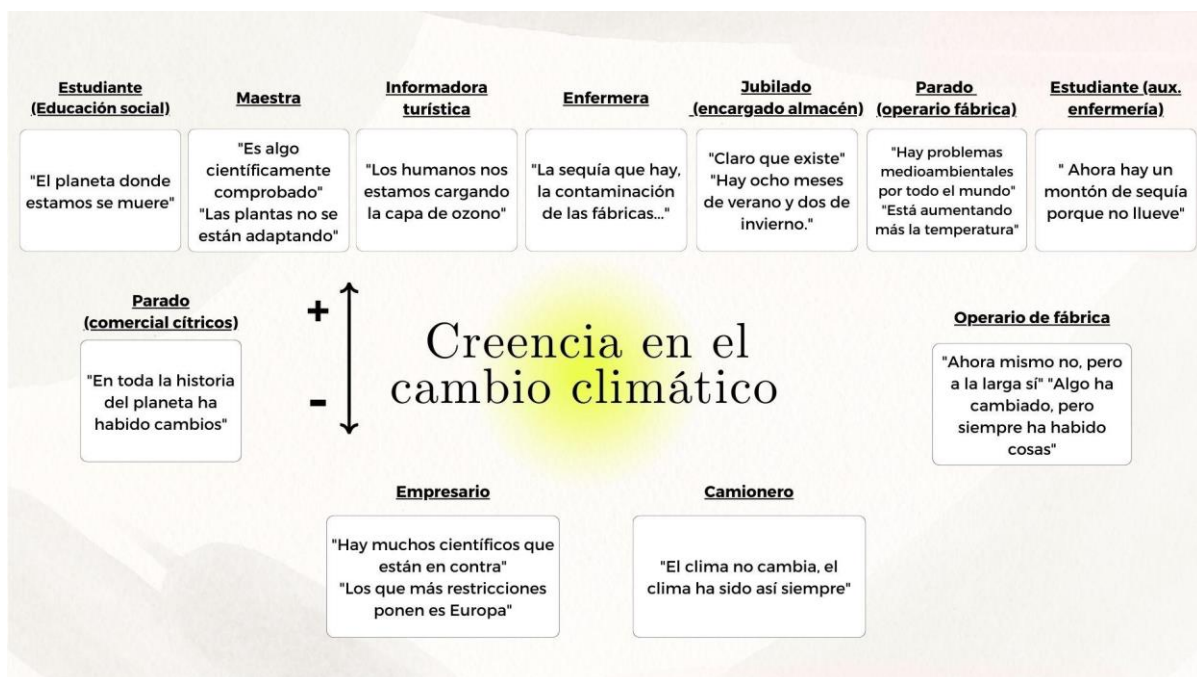 Estudiante
(Educación social)
"El planeta donde
estamos se muere"
Maestra
"Es algo
científicamente
comprobado"
"Las plantas no se
están adaptando"
Informadora
turística
"Los humanos nos
estamos cargando
la capa de ozono"
Enfermera
"La sequía que hay,
la contaminación
de las fábricas..."
Jubilado
(encargado almacén)
"Claro que existe"
"Hay ocho meses
de verano y dos de
invierno."
Parado
(operario fábrica)
"Hay problemas
medioambientales
por todo el mundo"
"Está aumentando
más la temperatura"
Estudiante (aux.
enfermería)
" Ahora hay un
montón de sequía
porque no llueve"
Parado
(comercial cítricos)
"En toda la historia
del planeta ha
habido cambios"
+
-
Creencia en el
cambio climático
Operario de fábrica
"Ahora mismo no, pero
a la larga sí" "Algo ha
cambiado, pero
siempre ha habido
cosas"
Empresario
"Hay muchos científicos que
están en contra"
"Los que más restricciones
ponen es Europa"
Camionero
"El clima no cambia, el
clima ha sido así siempre"